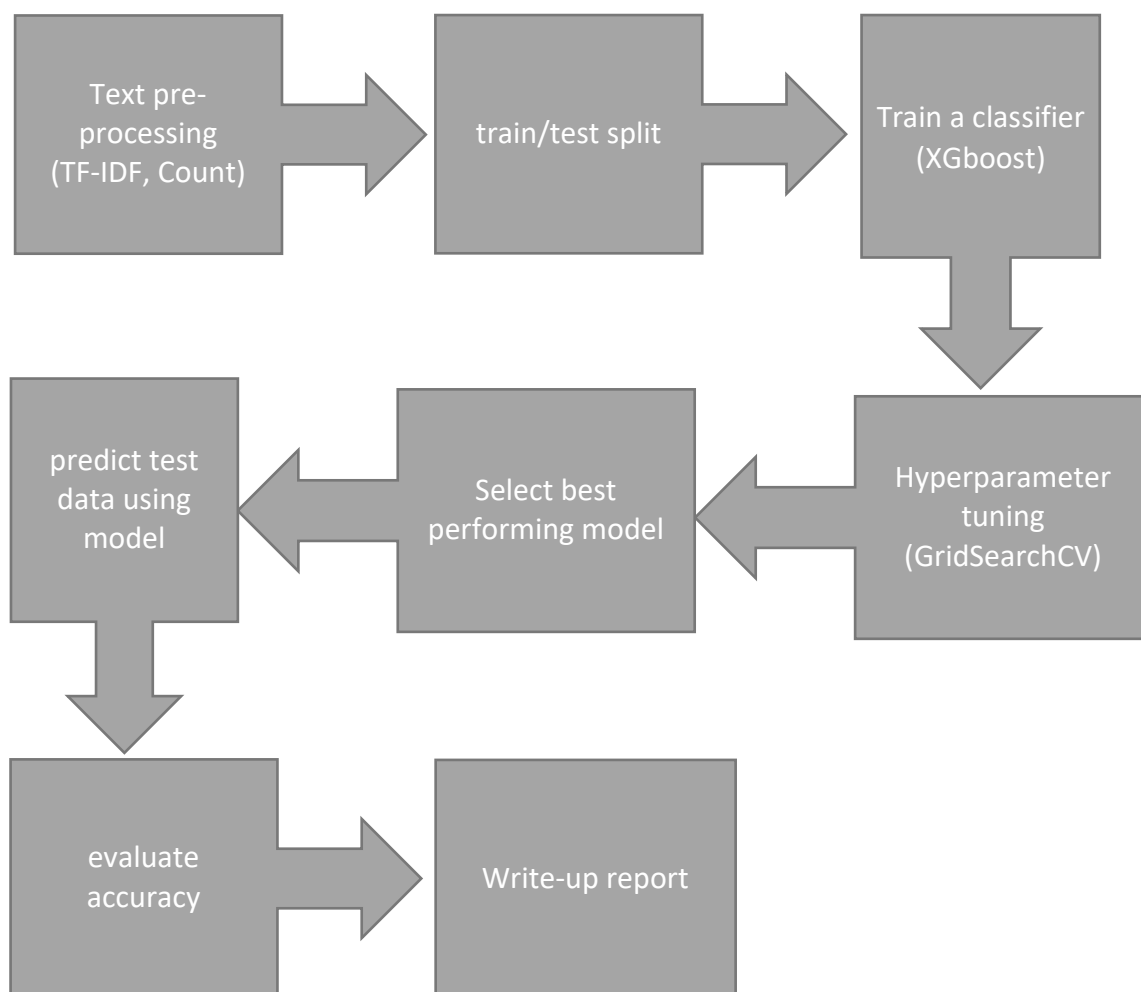 Text pre-
processing
(TF-IDF, Count)
train/test split
Train a classifier
(XGboost)
Hyperparameter
tuning
(GridSearchCV)
Select best
performing model
predict test
data using
model
evaluate
accuracy
Write-up report